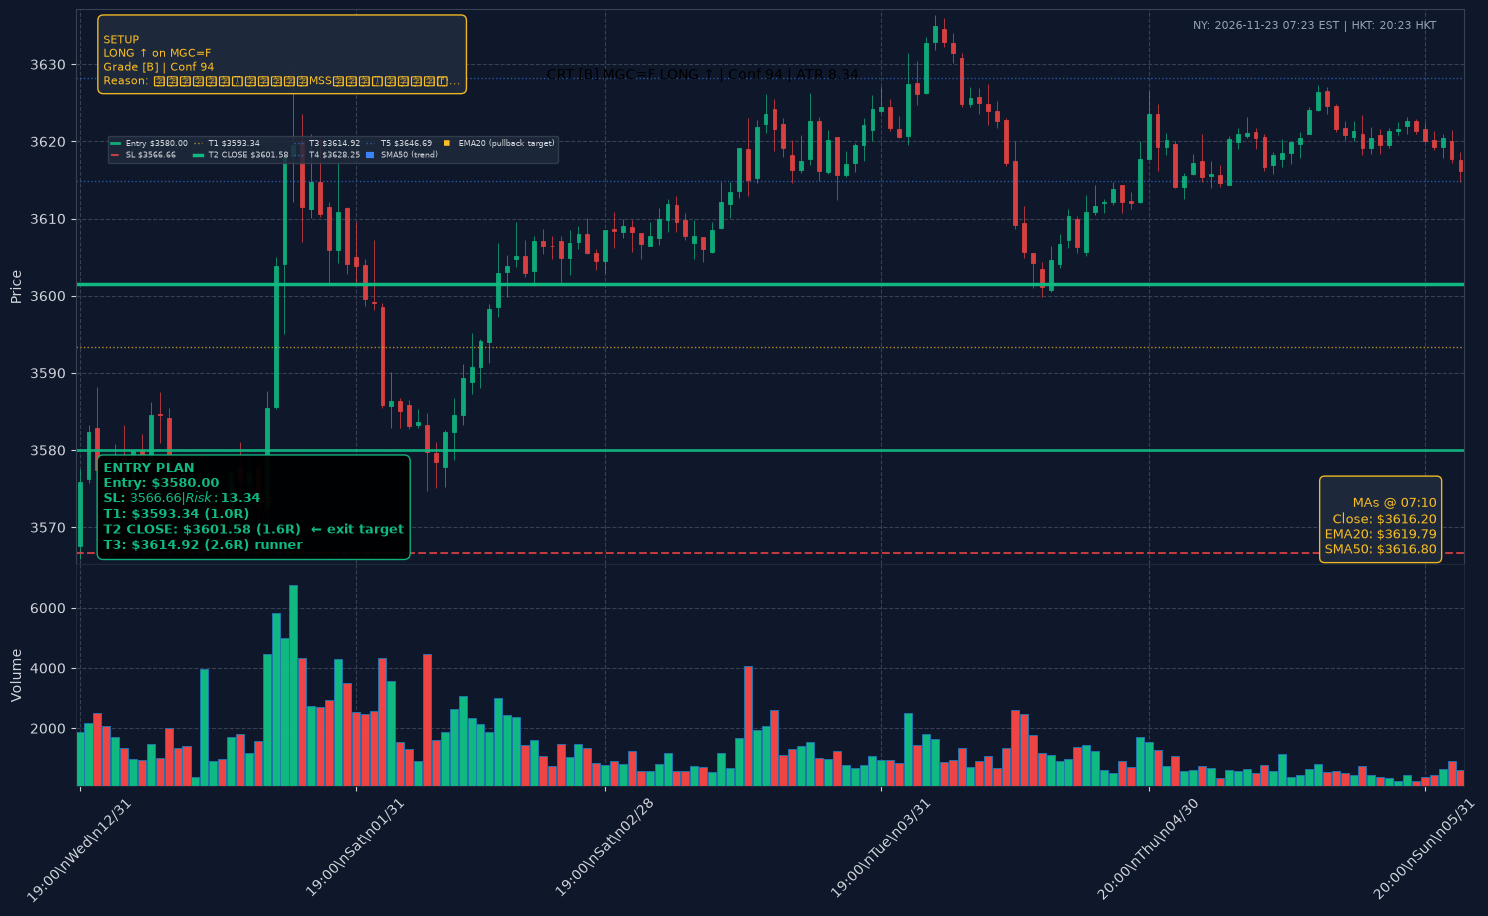 NY: 2026-11-23 07:23 EST | HKT: 20:23 HKT
SETUP
LONG ↑ on MGC=F
Grade [B] | Conf 94
Reason: MSS ...
CRT [B] MGC=F LONG ↑ | Conf 94 | ATR 8.34
Entry $3580.00
T1 $3593.34
T3 $3614.92
T5 $3646.69
EMA20 (pullback target)
SL $3566.66
T2 CLOSE $3601.58
T4 $3628.25
SMA50 (trend)
Price
3630
3620
3610
3600
3590
3580
3570
ENTRY PLAN
Entry: $3580.00
SL: 3566.66|Risk:13.34
T1: $3593.34 (1.0R)
T2 CLOSE: $3601.58 (1.6R) ← exit target
T3: $3614.92 (2.6R) runner
MAs @ 07:10
Close: $3616.20
EMA20: $3619.79
SMA50: $3616.80
Volume
6000
4000
2000
19:00\nWed\n12/31
19:00\nSat\n01/31
19:00\nSat\n02/28
19:00\nTue\n03/31
20:00\nThu\n04/30
20:00\nSun\n05/31